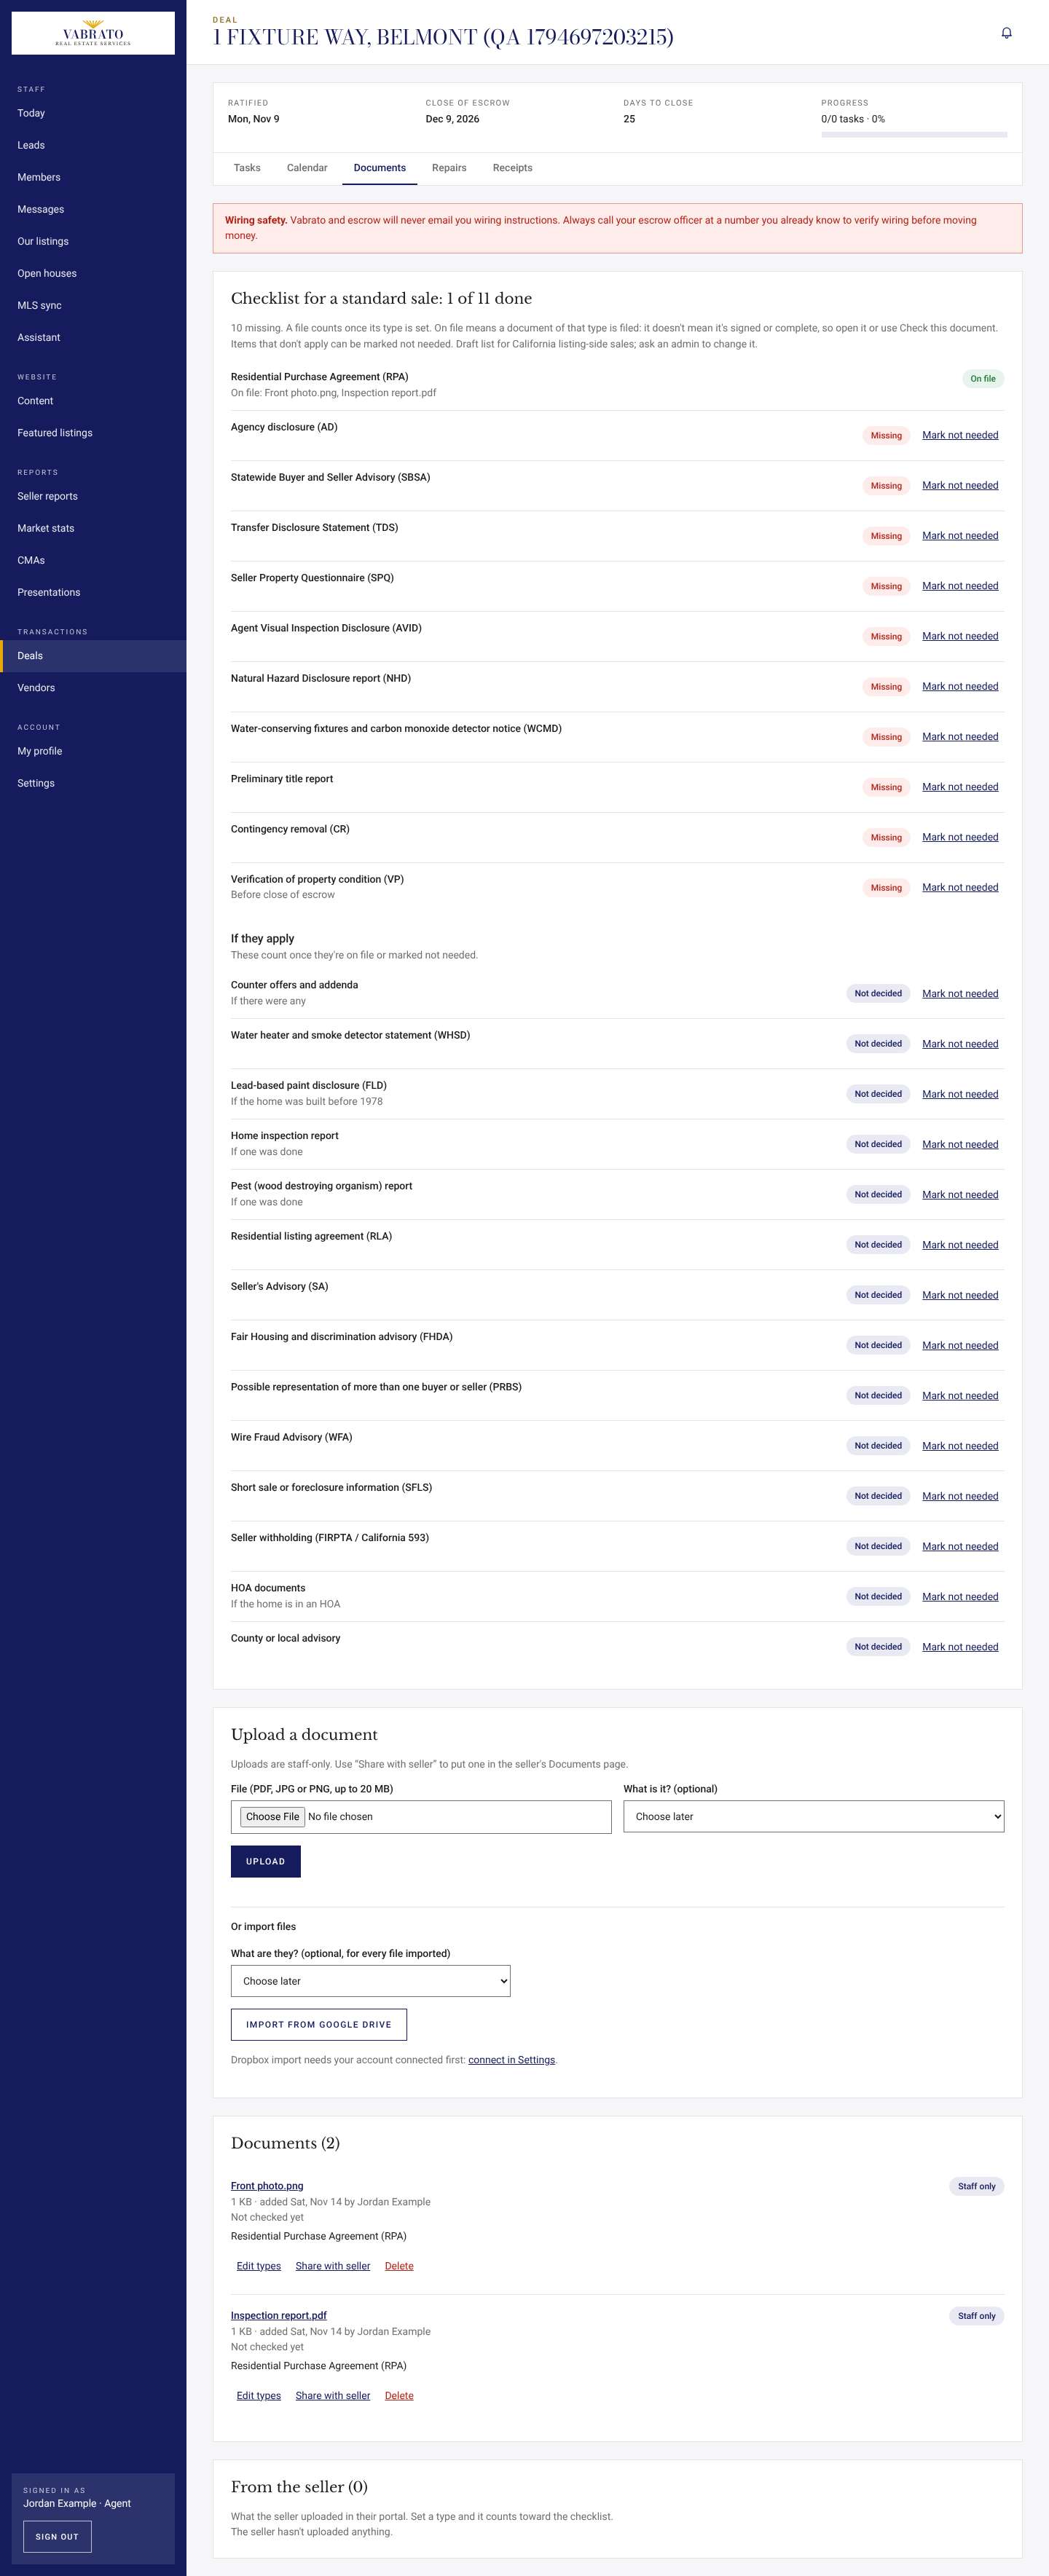 VABRATO
REAL ESTATE SERVICES
STAFF
Today
Leads
Members
Messages
Our listings
Open houses
MLS sync
Assistant
WEBSITE
Content
Featured listings
REPORTS
Seller reports
Market stats
CMAs
Presentations
TRANSACTIONS
Deals
Vendors
ACCOUNT
My profile
Settings
SIGNED IN AS
Jordan Example · Agent
SIGN OUT
DEAL
1 FIXTURE WAY, BELMONT (QA 1794697203215)
RATIFIED
Mon, Nov 9
CLOSE OF ESCROW
Dec 9, 2026
DAYS TO CLOSE
25
PROGRESS
0/0 tasks · 0%
Tasks
Calendar
Documents
Repairs
Receipts
Wiring safety. Vabrato and escrow will never email you wiring instructions. Always call your escrow officer at a number you already know to verify wiring before moving
money.
Checklist for a standard sale: 1 of 11 done
10 missing. A file counts once its type is set. On file means a document of that type is filed: it doesn't mean it's signed or complete, so open it or use Check this document.
Items that don't apply can be marked not needed. Draft list for California listing-side sales; ask an admin to change it.
Residential Purchase Agreement (RPA)
On file: Front photo.png, Inspection report.pdf
On file
Agency disclosure (AD)
Missing Mark not needed
Statewide Buyer and Seller Advisory (SBSA)
Missing Mark not needed
Transfer Disclosure Statement (TDS)
Missing Mark not needed
Seller Property Questionnaire (SPQ)
Missing Mark not needed
Agent Visual Inspection Disclosure (AVID)
Missing Mark not needed
Natural Hazard Disclosure report (NHD)
Missing Mark not needed
Water-conserving fixtures and carbon monoxide detector notice (WCMD)
Missing Mark not needed
Preliminary title report
Missing Mark not needed
Contingency removal (CR)
Missing Mark not needed
Verification of property condition (VP)
Before close of escrow
Missing Mark not needed
If they apply
These count once they're on file or marked not needed.
Counter offers and addenda
If there were any
Not decided Mark not needed
Water heater and smoke detector statement (WHSD)
Not decided Mark not needed
Lead-based paint disclosure (FLD)
If the home was built before 1978
Not decided Mark not needed
Home inspection report
If one was done
Not decided Mark not needed
Pest (wood destroying organism) report
If one was done
Not decided Mark not needed
Residential listing agreement (RLA)
Not decided Mark not needed
Seller's Advisory (SA)
Not decided Mark not needed
Fair Housing and discrimination advisory (FHDA)
Not decided Mark not needed
Possible representation of more than one buyer or seller (PRBS)
Not decided Mark not needed
Wire Fraud Advisory (WFA)
Not decided Mark not needed
Short sale or foreclosure information (SFLS)
Not decided Mark not needed
Seller withholding (FIRPTA / California 593)
Not decided Mark not needed
HOA documents
If the home is in an HOA
Not decided Mark not needed
County or local advisory
Not decided Mark not needed
Upload a document
Uploads are staff-only. Use “Share with seller” to put one in the seller's Documents page.
File (PDF, JPG or PNG, up to 20 MB)
Choose File No file chosen
What is it? (optional)
Choose later
UPLOAD
Or import files
What are they? (optional, for every file imported)
Choose later
IMPORT FROM GOOGLE DRIVE
Dropbox import needs your account connected first: connect in Settings.
Documents (2)
Front photo.png
Staff only
1 KB · added Sat, Nov 14 by Jordan Example
Not checked yet
Residential Purchase Agreement (RPA)
Edit types Share with seller Delete
Inspection report.pdf
Staff only
1 KB · added Sat, Nov 14 by Jordan Example
Not checked yet
Residential Purchase Agreement (RPA)
Edit types Share with seller Delete
From the seller (0)
What the seller uploaded in their portal. Set a type and it counts toward the checklist.
The seller hasn't uploaded anything.